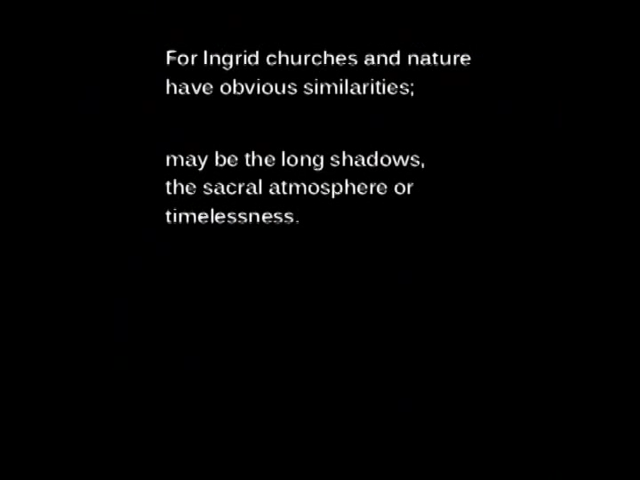 For Ingrid churches and nature
have obvious similarities;
may be the long shadows,
the sacral atmosphere or
timelessness.